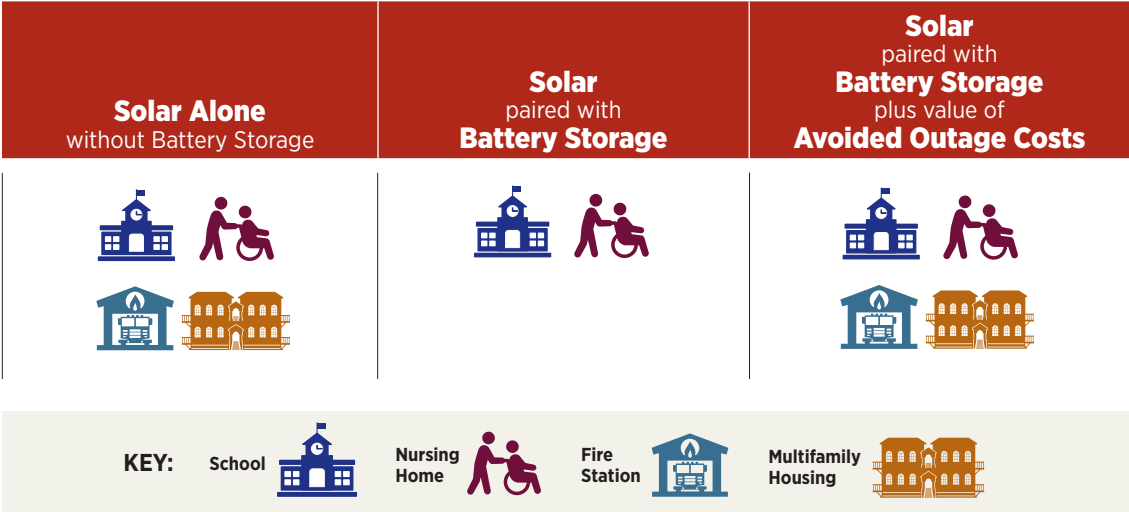 Solar Alone
without Battery Storage
Solar
paired with
Battery Storage
Solar
paired with
Battery Storage
plus value of
Avoided Outage Costs
KEY:
School
Nursing
Home
Fire
Station
Multifamily
Housing